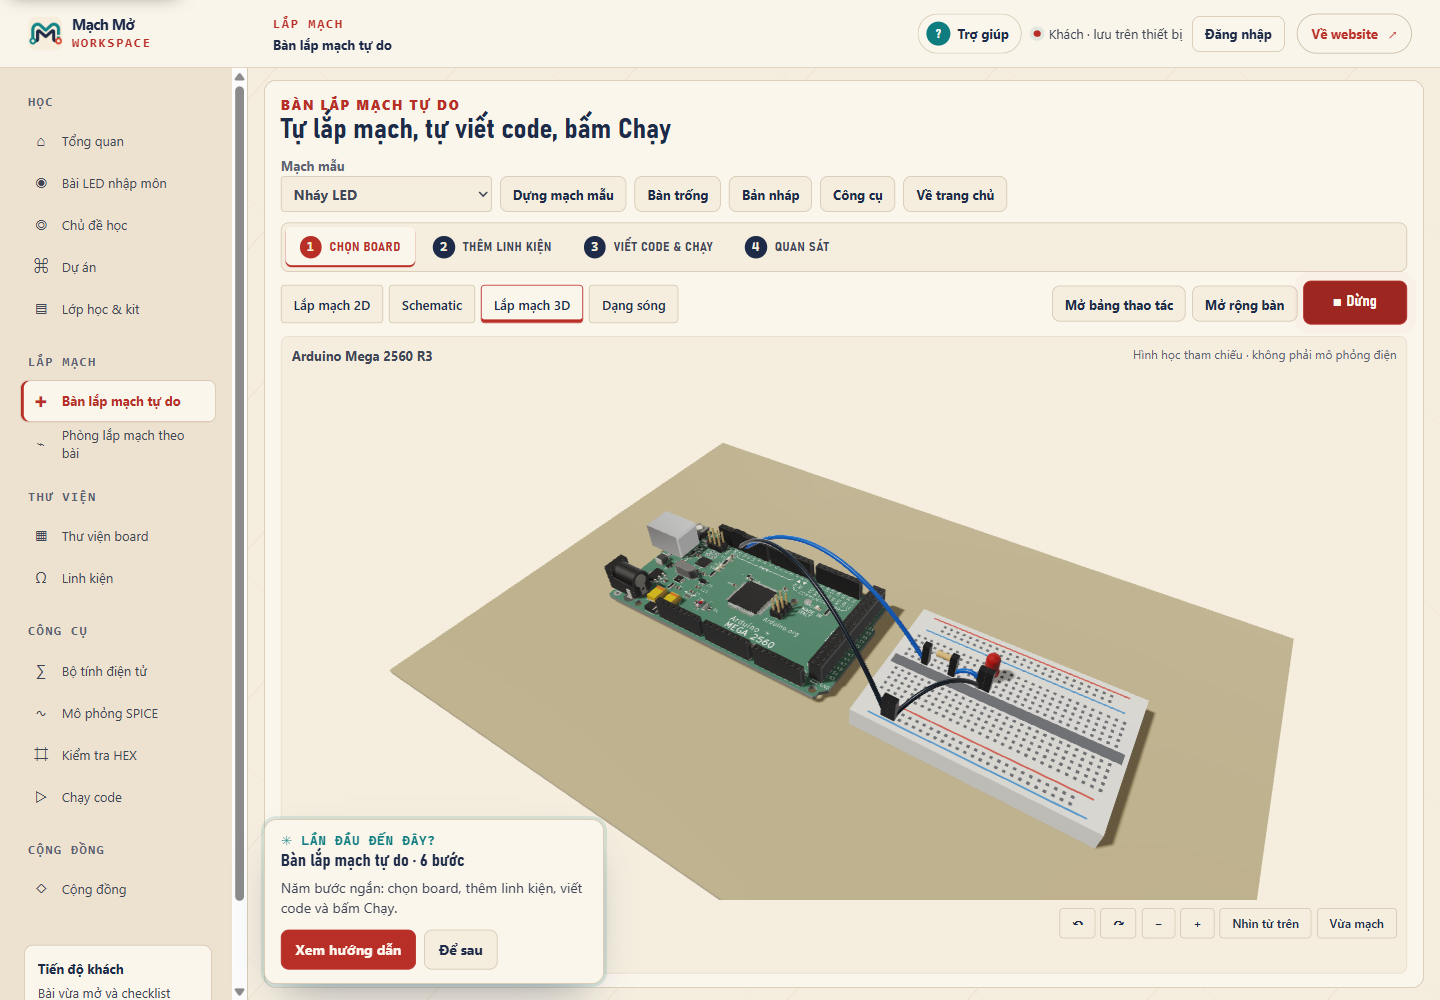 Mạch Mở
WORKSPACE
LẮP MẠCH
Bàn lắp mạch tự do
? Trợ giúp
Khách · lưu trên thiết bị
Đăng nhập
Về website ↗
HỌC
Tổng quan
Bài LED nhập môn
Chủ đề học
Dự án
Lớp học & kit
LẮP MẠCH
Bàn lắp mạch tự do
Phòng lắp mạch theo
bài
THƯ VIỆN
Thư viện board
Linh kiện
CÔNG CỤ
Bộ tính điện tử
Mô phỏng SPICE
Kiểm tra HEX
Chạy code
CỘNG ĐỒNG
Cộng đồng
Tiến độ khách
Bài vừa mở và checklist
BÀN LẮP MẠCH TỰ DO
Tự lắp mạch, tự viết code, bấm Chạy
Mạch mẫu
Nháy LED
Dựng mạch mẫu
Bàn trống
Bản nháp
Công cụ
Về trang chủ
1 CHỌN BOARD
2 THÊM LINH KIỆN
3 VIẾT CODE & CHẠY
4 QUAN SÁT
Lắp mạch 2D
Schematic
Lắp mạch 3D
Dạng sóng
Mở bảng thao tác
Mở rộng bàn
■ Dừng
Arduino Mega 2560 R3
Hình học tham chiếu · không phải mô phỏng điện
Arduino
MEGA 2560
Arduino.org
✳ LẦN ĐẦU ĐẾN ĐÂY?
Bàn lắp mạch tự do · 6 bước
Năm bước ngắn: chọn board, thêm linh kiện, viết
code và bấm Chạy.
Xem hướng dẫn
Để sau
↶
↷
−
+
Nhìn từ trên
Vừa mạch